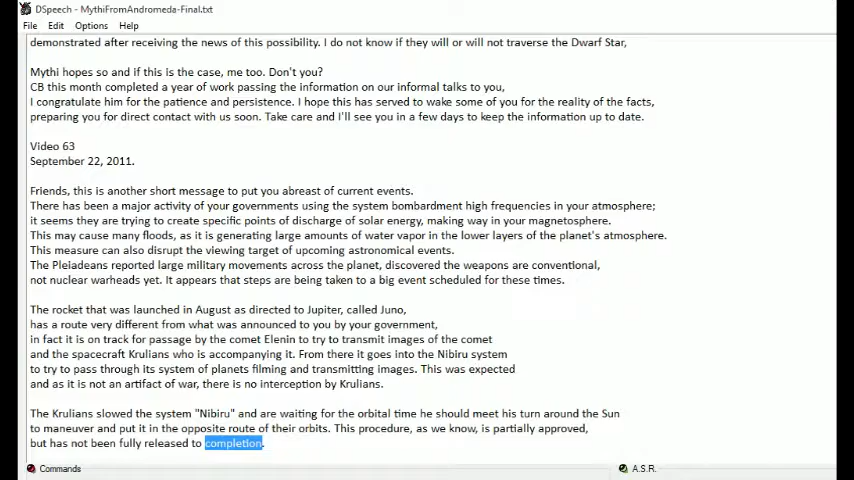 DSpeech - MythiFromAndromeda-Final.txt
File Edit Options Help
demonstrated after receiving the news of this possibility. I do not know if they will or will not traverse the Dwarf Star,
Mythi hopes so and if this is the case, me too. Don't you?
CB this month completed a year of work passing the information on our informal talks to you,
I congratulate him for the patience and persistence. I hope this has served to wake some of you for the reality of the facts,
preparing you for direct contact with us soon. Take care and I'll see you in a few days to keep the information up to date.
Video 63
September 22, 2011.
Friends, this is another short message to put you abreast of current events.
There has been a major activity of your governments using the system bombardment high frequencies in your atmosphere;
it seems they are trying to create specific points of discharge of solar energy, making way in your magnetosphere.
This may cause many floods, as it is generating large amounts of water vapor in the lower layers of the planet's atmosphere.
This measure can also disrupt the viewing target of upcoming astronomical events.
The Pleiadeans reported large military movements across the planet, discovered the weapons are conventional,
not nuclear warheads yet. It appears that steps are being taken to a big event scheduled for these times.
The rocket that was launched in August as directed to Jupiter, called Juno,
has a route very different from what was announced to you by your government,
in fact it is on track for passage by the comet Elenin to try to transmit images of the comet
and the spacecraft Krulians who is accompanying it. From there it goes into the Nibiru system
to try to pass through its system of planets filming and transmitting images. This was expected
and as it is not an artifact of war, there is no interception by Krulians.
The Krulians slowed the system "Nibiru" and are waiting for the orbital time he should meet his turn around the Sun
to maneuver and put it in the opposite route of their orbits. This procedure, as we know, is partially approved,
but has not been fully released to completion.
Commands A.S.R.